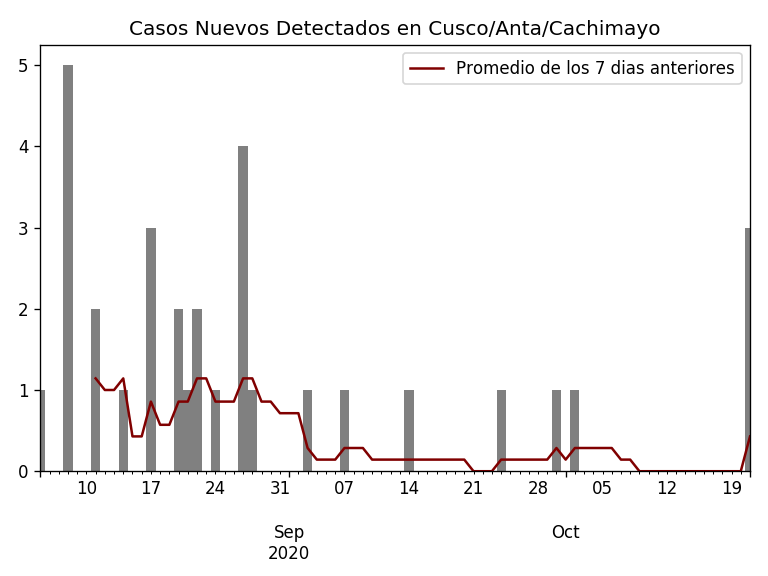 Casos Nuevos Detectados en Cusco/Anta/Cachimayo
Promedio de los 7 dias anteriores
5
4
3
2
1
0
10 17 24 31 07 14 21 28 05 12 19
Sep Oct
2020